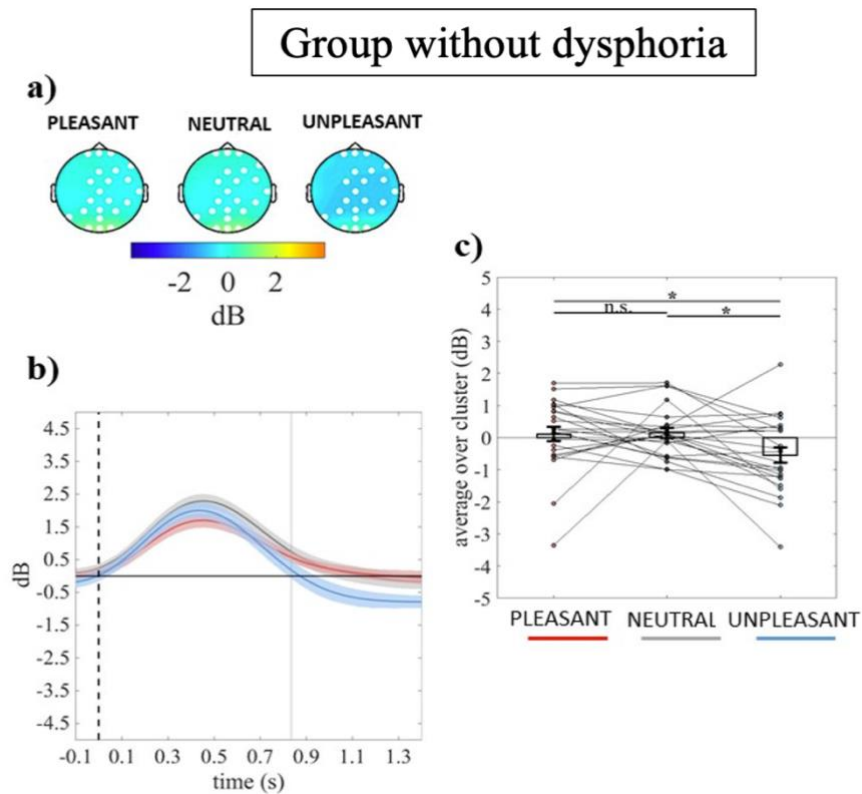 Group without dysphoria
a)
PLEASANT NEUTRAL UNPLEASANT
-2 0 2
dB
b)
4.5
3.5
2.5
1.5
0.5
-0.5
-1.5
-2.5
-3.5
-4.5
dB
-0.1 0.1 0.3 0.5 0.7 0.9 1.1 1.3
time (s)
c)
5
4
3
2
1
0
-1
-2
-3
-4
-5
average over cluster (dB)
*
n.s.
*
PLEASANT NEUTRAL UNPLEASANT